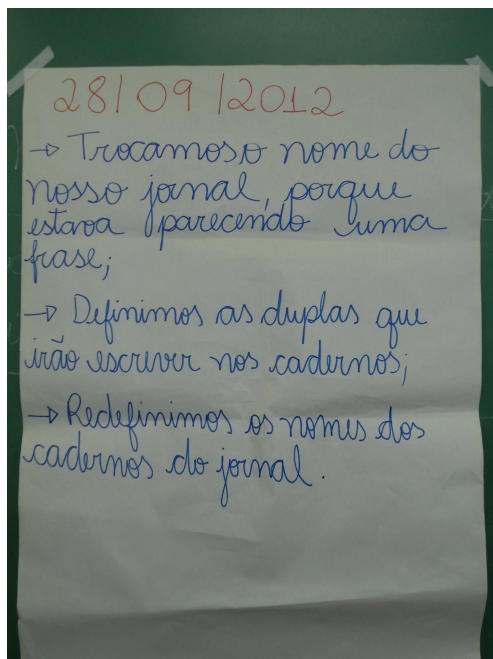 28/09/2012
→ Trocamos o nome do
nosso jornal, porque
estava parecendo uma
frase;
→ Definimos as duplas que
irão escrever nos cadernos;
→ Redefinimos os nomes dos
cadernos do jornal.